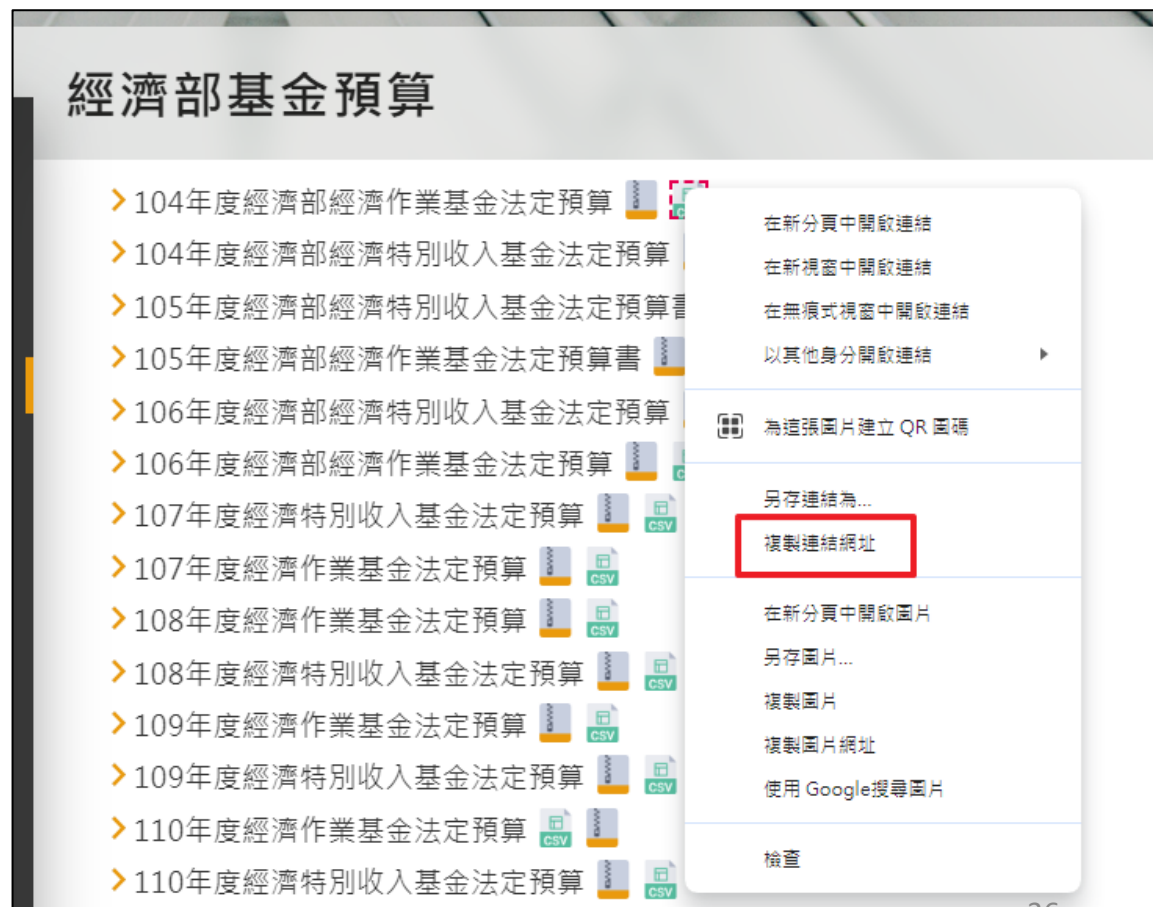 經濟部基金預算
104年度經濟部經濟作業基金法定預算
104年度經濟部經濟特別收入基金法定預算
105年度經濟部經濟特別收入基金法定預算書
105年度經濟部經濟作業基金法定預算書
106年度經濟部經濟特別收入基金法定預算
106年度經濟部經濟作業基金法定預算
107年度經濟特別收入基金法定預算 CSV
107年度經濟作業基金法定預算 CSV
108年度經濟作業基金法定預算 CSV
108年度經濟特別收入基金法定預算 CSV
109年度經濟作業基金法定預算 CSV
109年度經濟特別收入基金法定預算 CSV
110年度經濟作業基金法定預算 CSV
110年度經濟特別收入基金法定預算 CSV
在新分頁中開啟連結
在新視窗中開啟連結
在無痕式視窗中開啟連結
以其他身分開啟連結
為這張圖片建立 QR 圖碼
另存連結為...
複製連結網址
在新分頁中開啟圖片
另存圖片...
複製圖片
複製圖片網址
使用 Google搜尋圖片
檢查